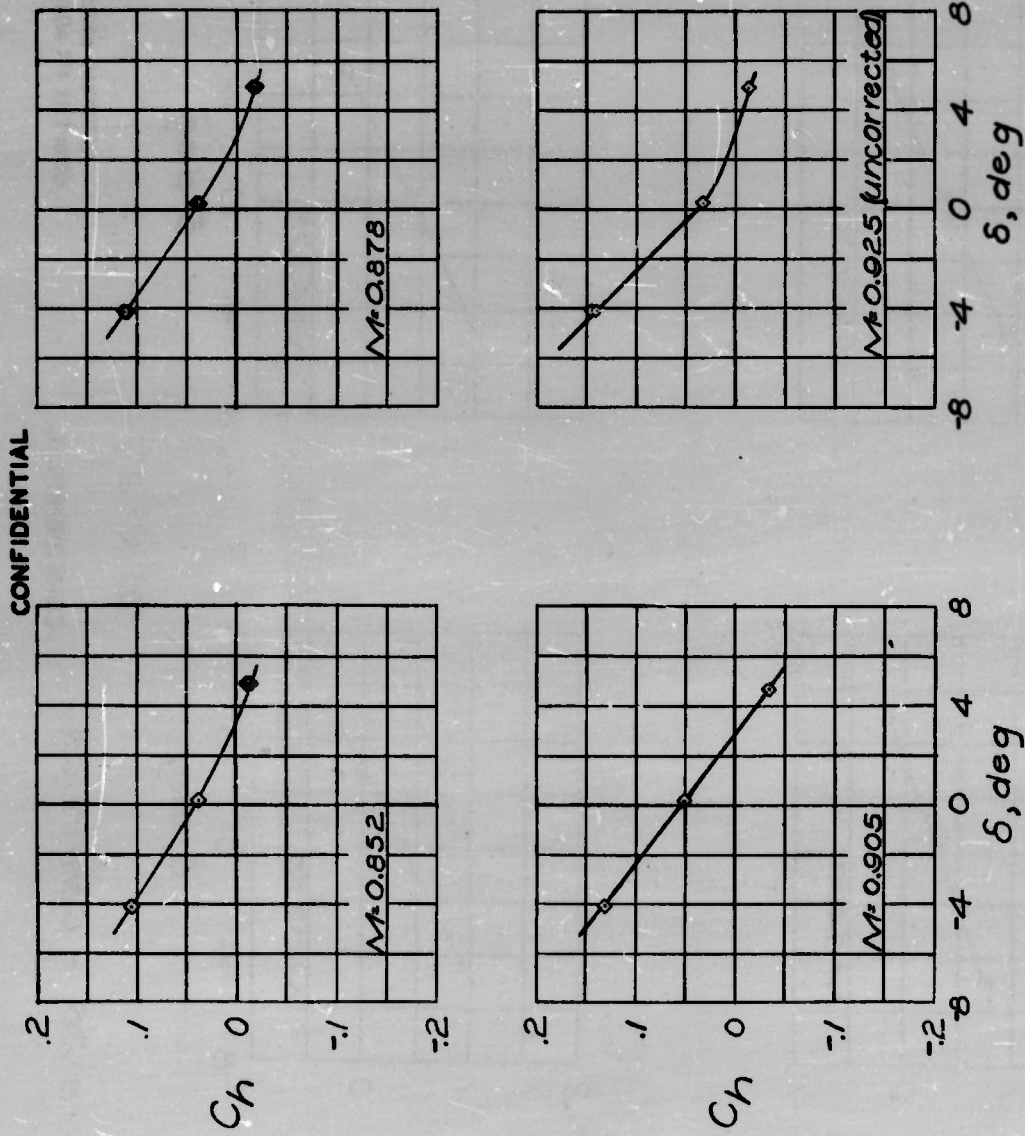 CONFIDENTIAL
.2
.1
0
-.1
-.2
Ch
M=0.852
M=0.878
.2
.1
0
-.1
-.2
Ch
M=0.905
M=0.925 (uncorrected)
-8 -4 0 4 8
δ, deg
-8 -4 0 4 8
δ, deg